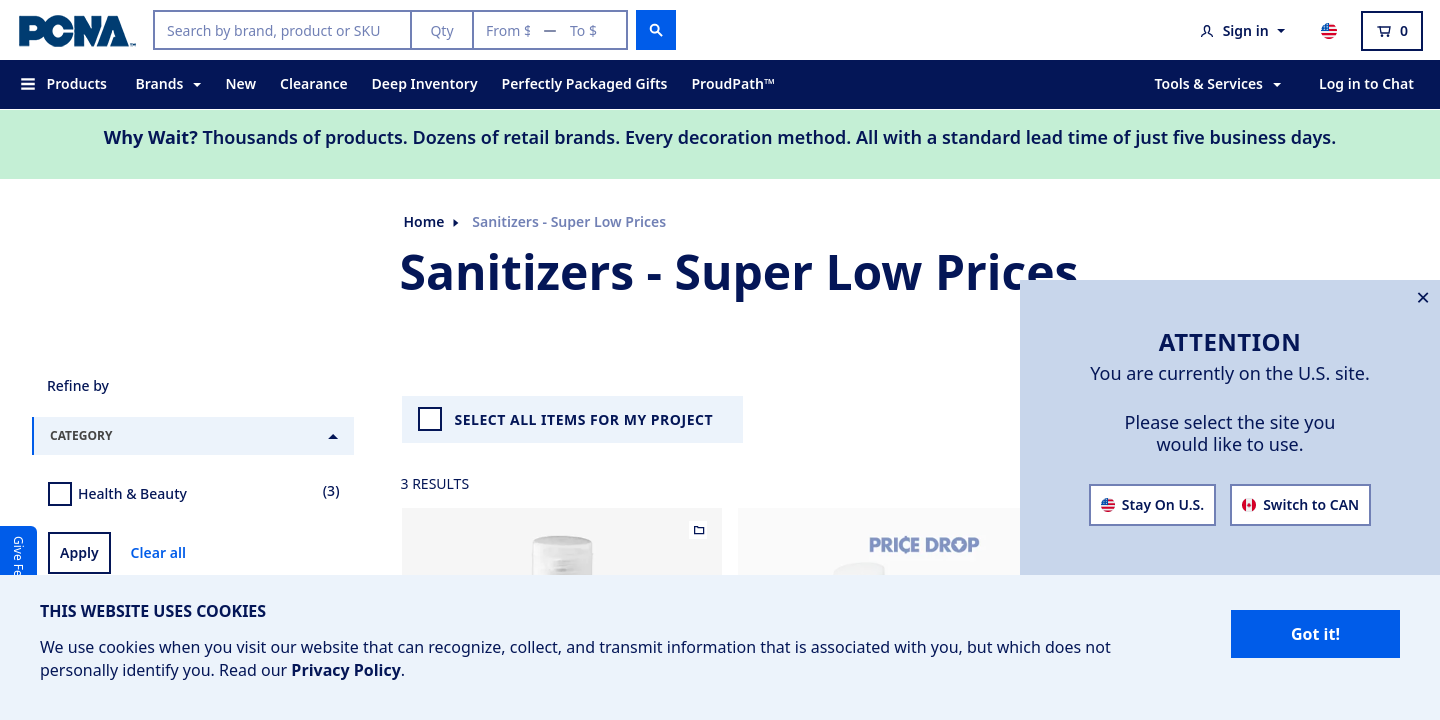 PCNA™
Search by brand, product or SKU
Qty
From $ — To $
Sign in
0
Products
Brands
New
Clearance
Deep Inventory
Perfectly Packaged Gifts
ProudPath™
Tools & Services
Log in to Chat
Why Wait? Thousands of products. Dozens of retail brands. Every decoration method. All with a standard lead time of just five business days.
Home
Sanitizers - Super Low Prices
Sanitizers - Super Low Prices
ATTENTION
You are currently on the U.S. site.
Please select the site you
would like to use.
Stay On U.S.
Switch to CAN
Refine by
CATEGORY
Health & Beauty
(3)
Apply
Clear all
Give
SELECT ALL ITEMS FOR MY PROJECT
3 RESULTS
PRICE DROP
THIS WEBSITE USES COOKIES
We use cookies when you visit our website that can recognize, collect, and transmit information that is associated with you, but which does not
personally identify you. Read our Privacy Policy.
Got it!